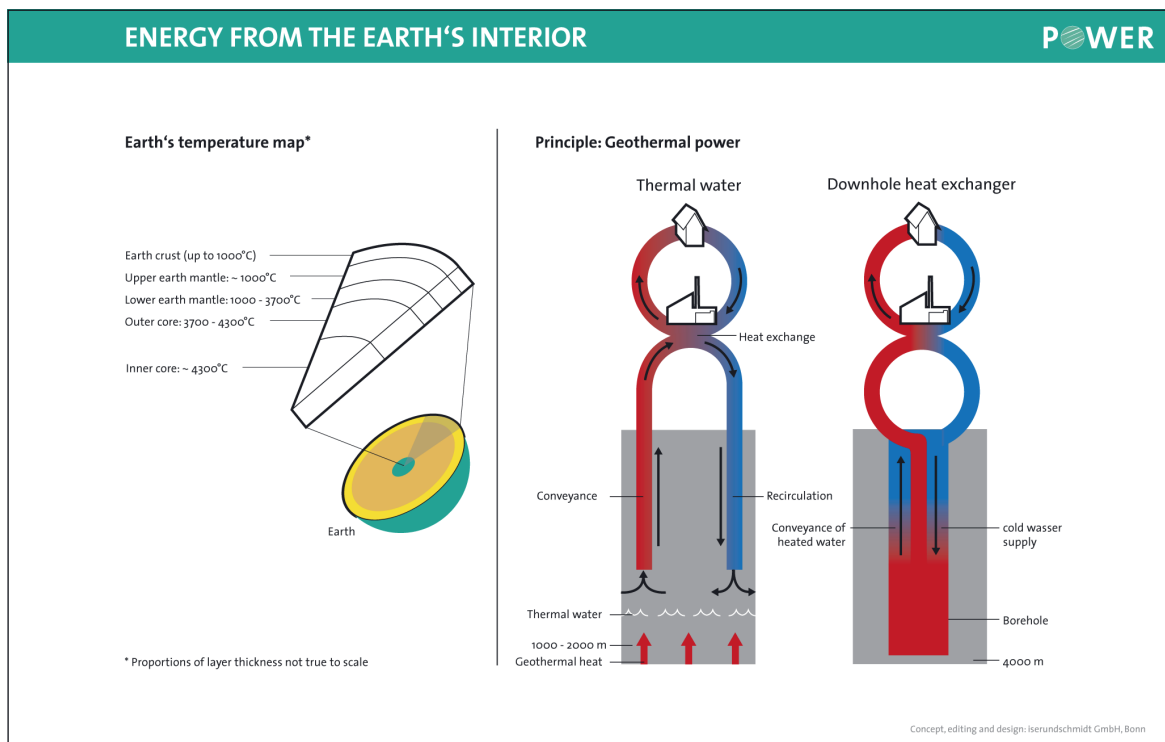 ENERGY FROM THE EARTH‘S INTERIOR
POWER
Earth‘s temperature map*
Earth crust (up to 1000°C)
Upper earth mantle: ~ 1000°C
Lower earth mantle: 1000 - 3700°C
Outer core: 3700 - 4300°C
Inner core: ~ 4300°C
Earth
* Proportions of layer thickness not true to scale
Principle: Geothermal power
Thermal water
Heat exchange
Conveyance
Recirculation
Thermal water
1000 - 2000 m
Geothermal heat
Downhole heat exchanger
Conveyance of
heated water
cold wasser
supply
Borehole
4000 m
Concept, editing and design: iserundschmidt GmbH, Bonn